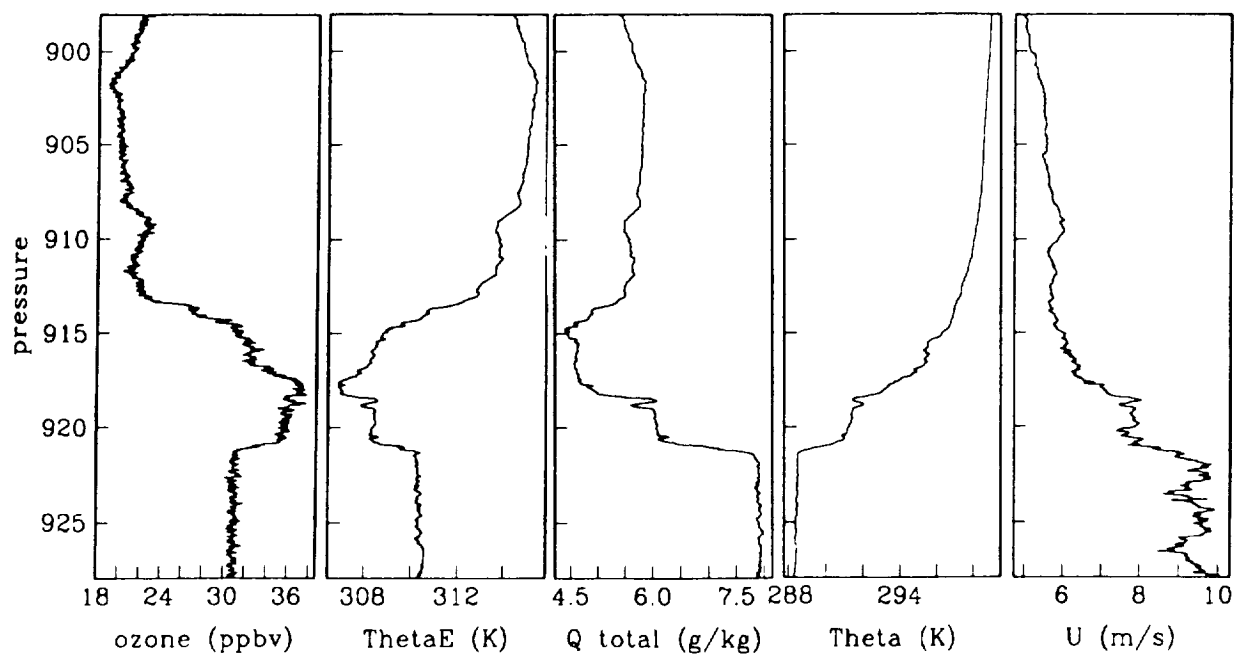 900
905
910
915
920
925
pressure
18 24 30 36 308 312 4.5 6.0 7.5 288 294 6 8 10
ozone (ppbv) ThetaE (K) Q total (g/kg) Theta (K) U (m/s)